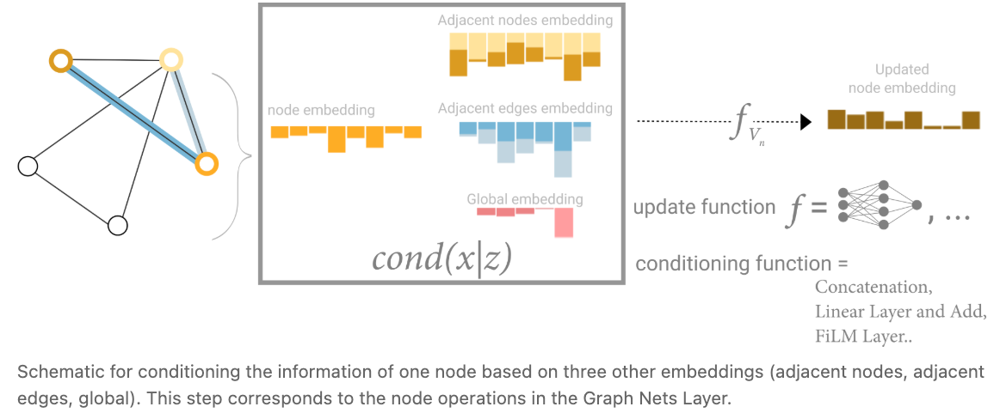 Adjacent nodes embedding
node embedding
Adjacent edges embedding
Global embedding
cond(x|z)
f Vn
Updated
node embedding
update function f = , ...
conditioning function =
Concatenation,
Linear Layer and Add,
FiLM Layer..
Schematic for conditioning the information of one node based on three other embeddings (adjacent nodes, adjacent
edges, global). This step corresponds to the node operations in the Graph Nets Layer.